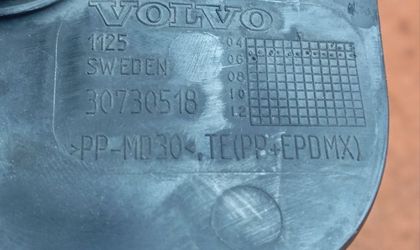 VOLVO
1125
SWEDEN
30730518
04
06
08
10
12
>PP-MD30<,TE(PP+EPDMX)